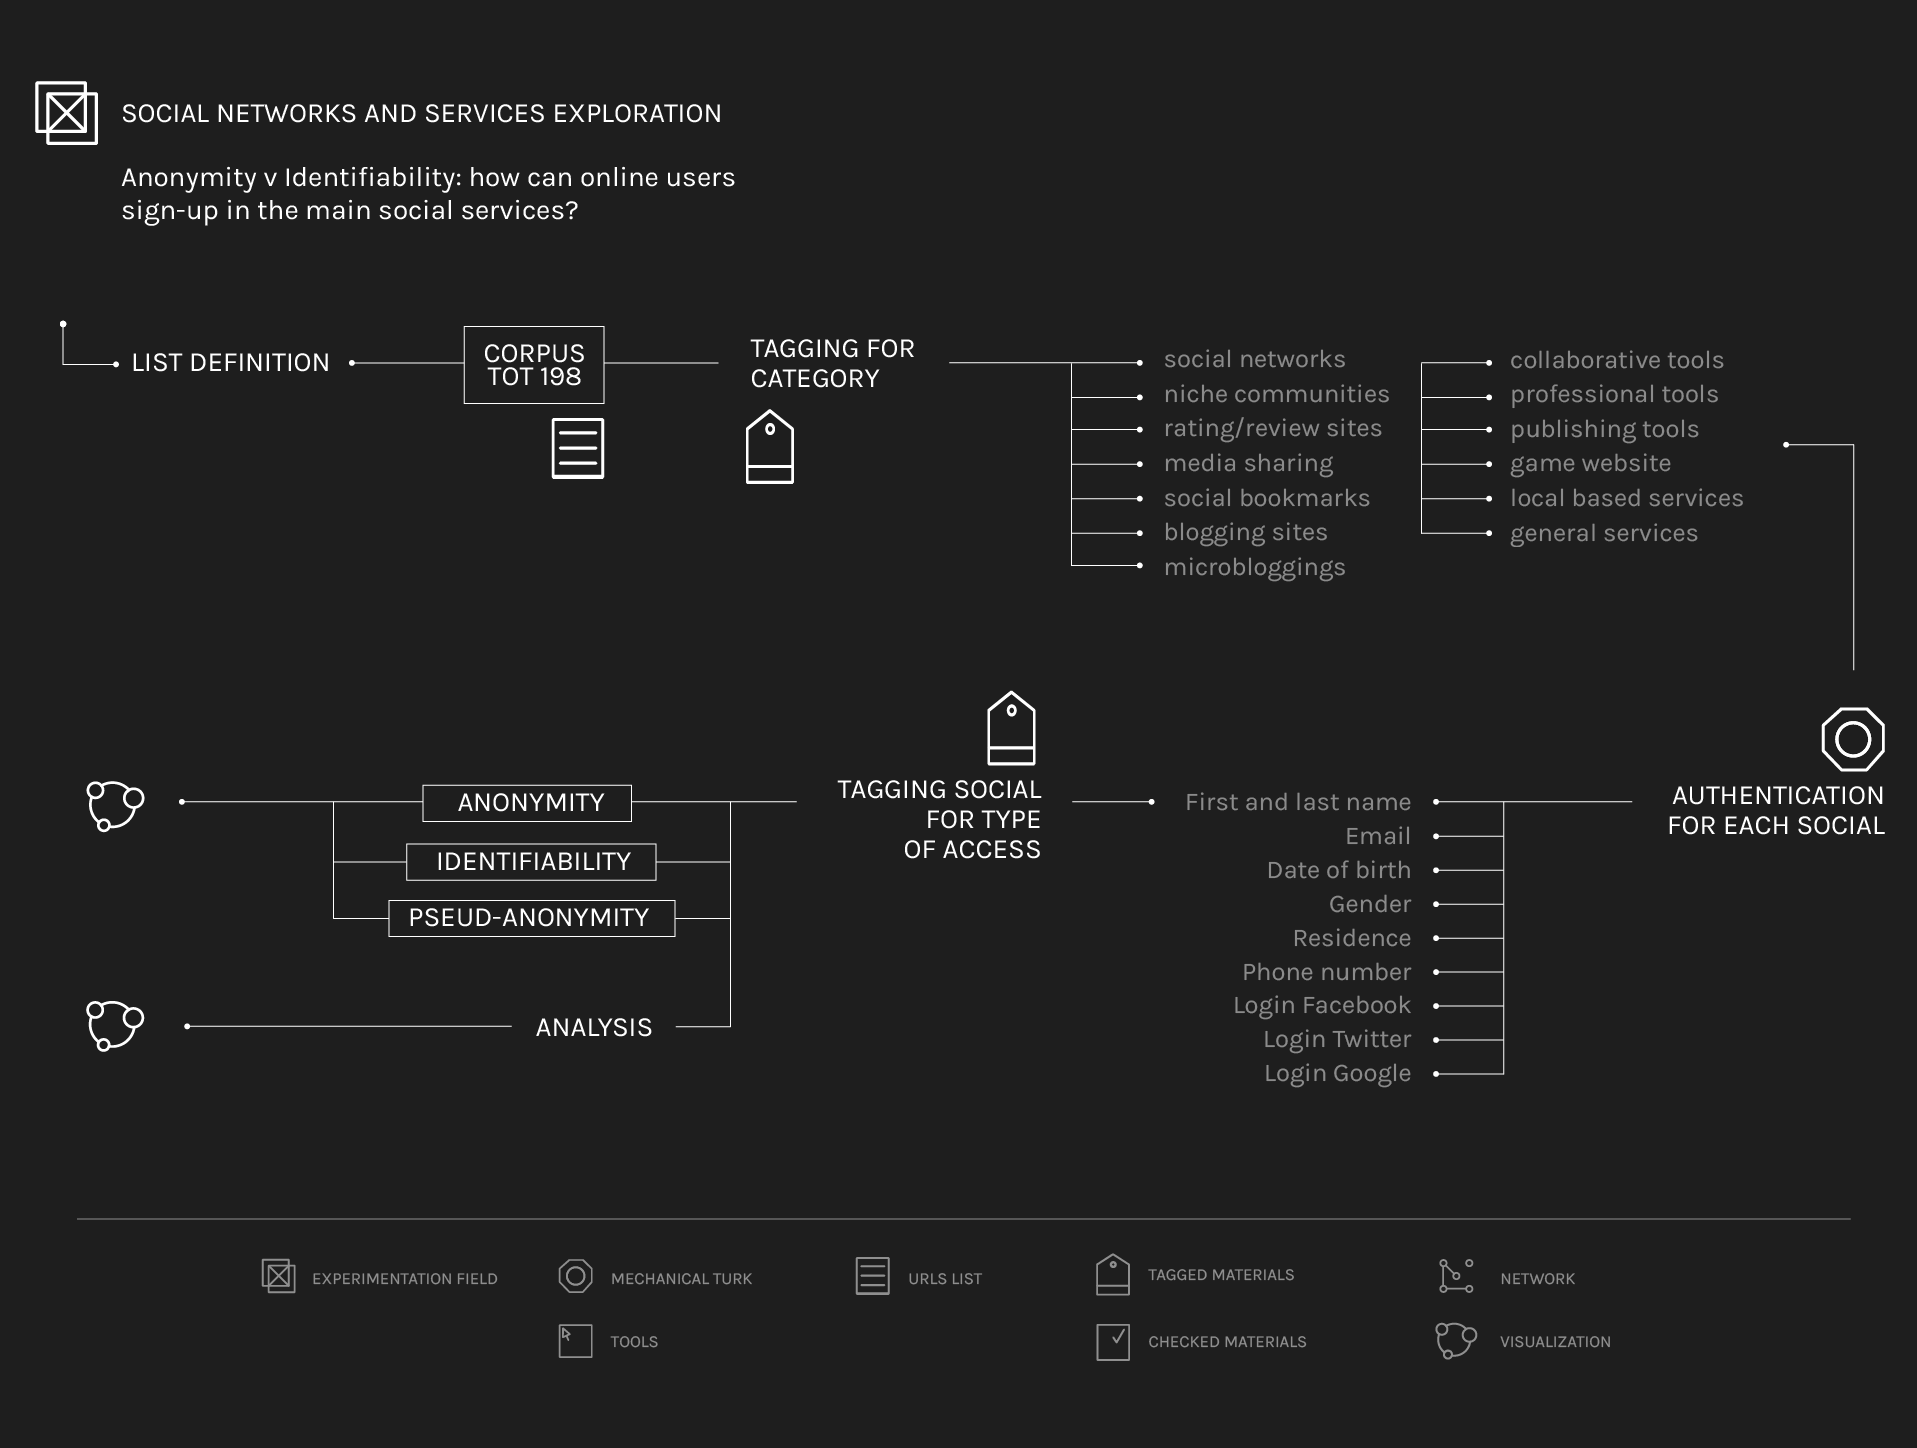 SOCIAL NETWORKS AND SERVICES EXPLORATION
Anonymity v Identifiability: how can online users
sign-up in the main social services?
LIST DEFINITION
CORPUS
TOT 198
TAGGING FOR
CATEGORY
social networks
niche communities
rating/review sites
media sharing
social bookmarks
blogging sites
microbloggings
collaborative tools
professional tools
publishing tools
game website
local based services
general services
AUTHENTICATION
FOR EACH SOCIAL
First and last name
Email
Date of birth
Gender
Residence
Phone number
Login Facebook
Login Twitter
Login Google
TAGGING SOCIAL
FOR TYPE
OF ACCESS
ANONYMITY
IDENTIFIABILITY
PSEUD-ANONYMITY
ANALYSIS
EXPERIMENTATION FIELD
MECHANICAL TURK
URLS LIST
TAGGED MATERIALS
NETWORK
TOOLS
CHECKED MATERIALS
VISUALIZATION